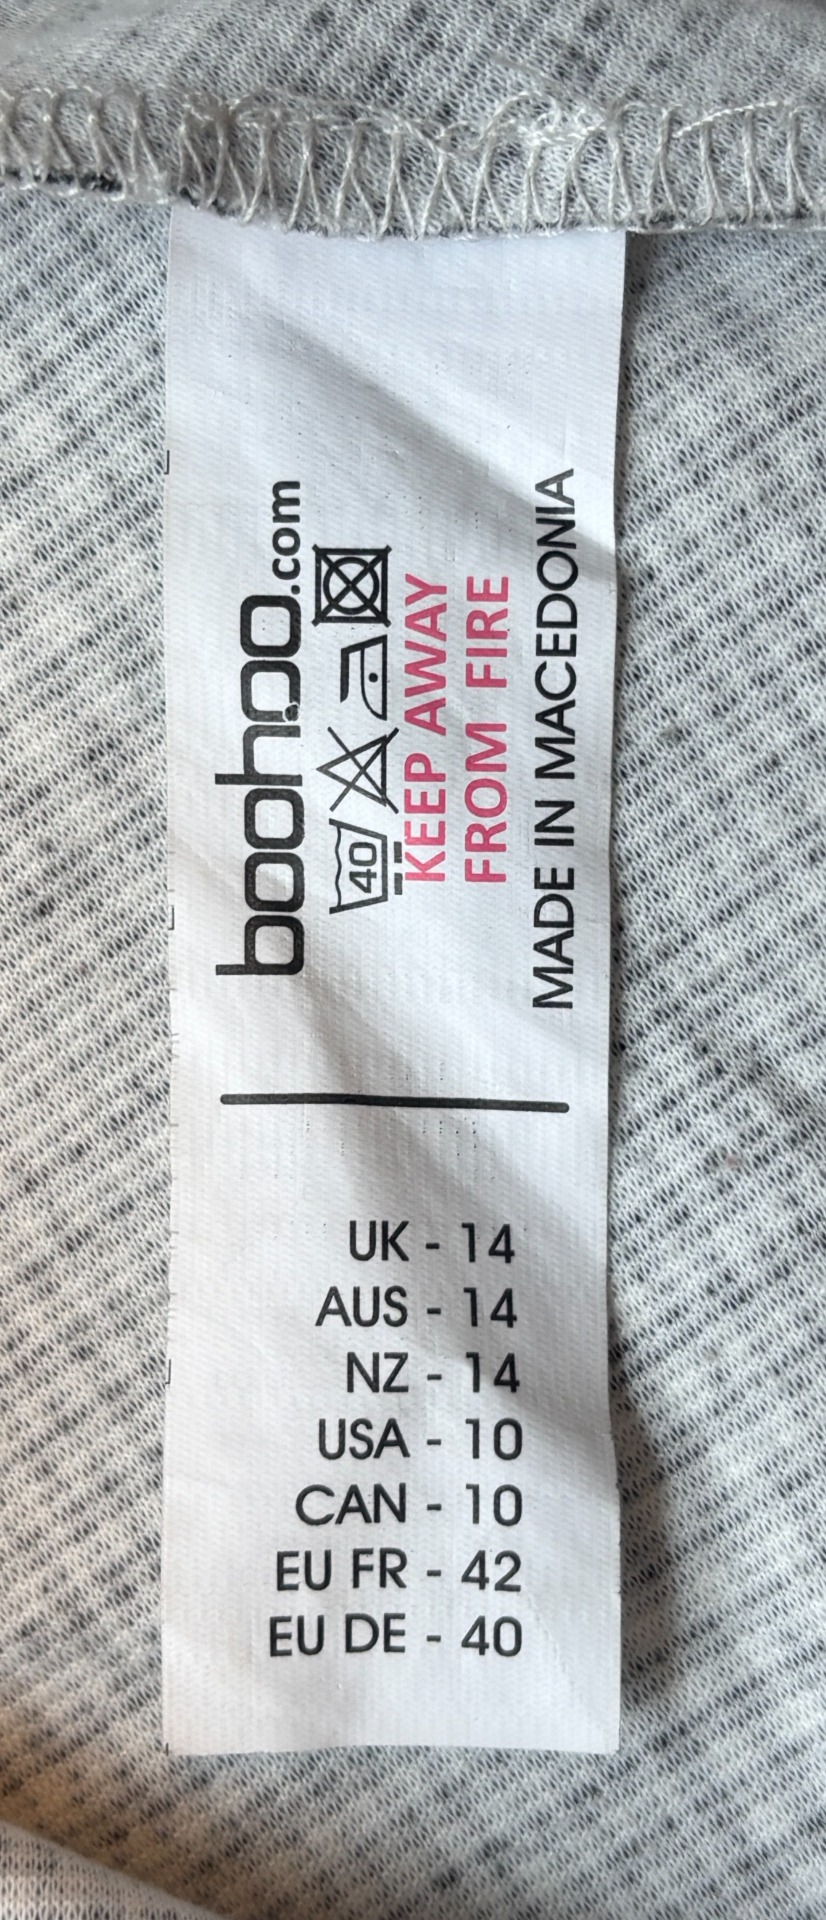 boohoo.com
40
KEEP AWAY
FROM FIRE
MADE IN MACEDONIA
UK - 14
AUS - 14
NZ - 14
USA - 10
CAN - 10
EU FR - 42
EU DE - 40